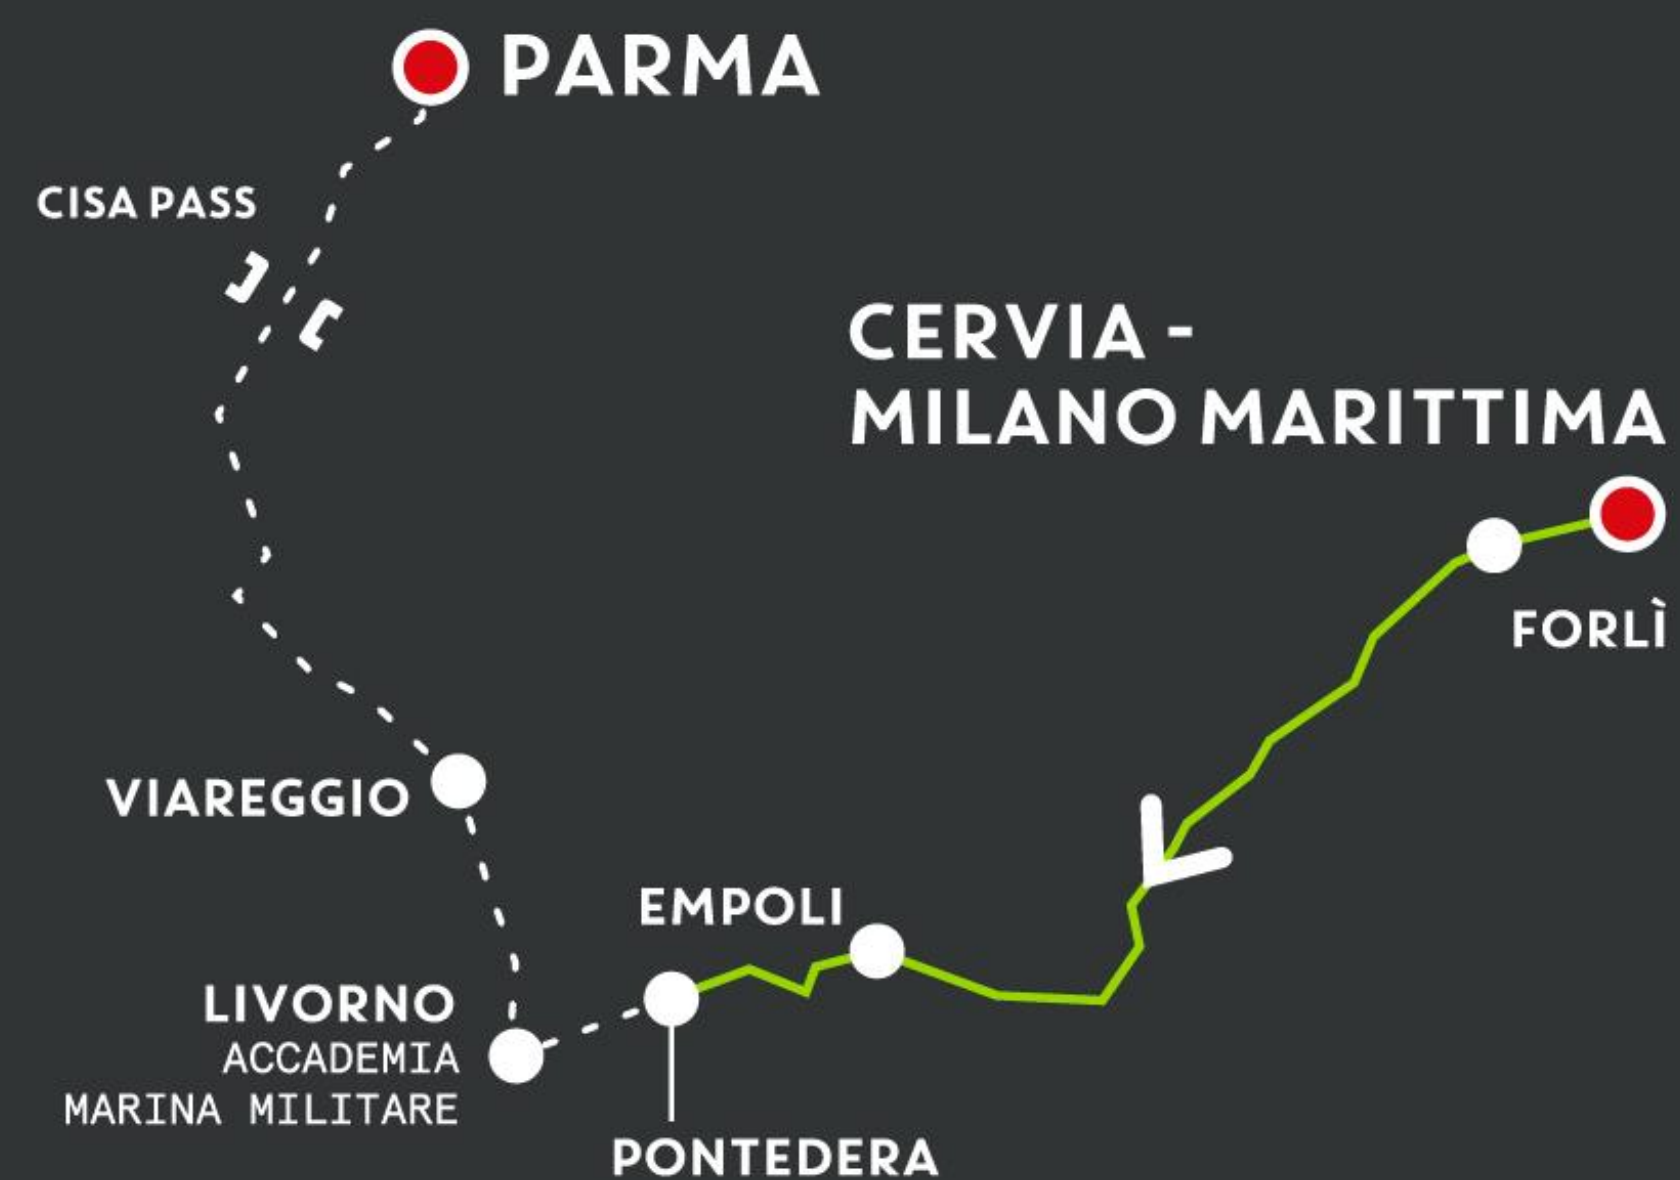 PARMA
CISA PASS
CERVIA -
MILANO MARITTIMA
FORLÌ
VIAREGGIO
EMPOLI
LIVORNO
ACCADEMIA
MARINA MILITARE
PONTEDERA